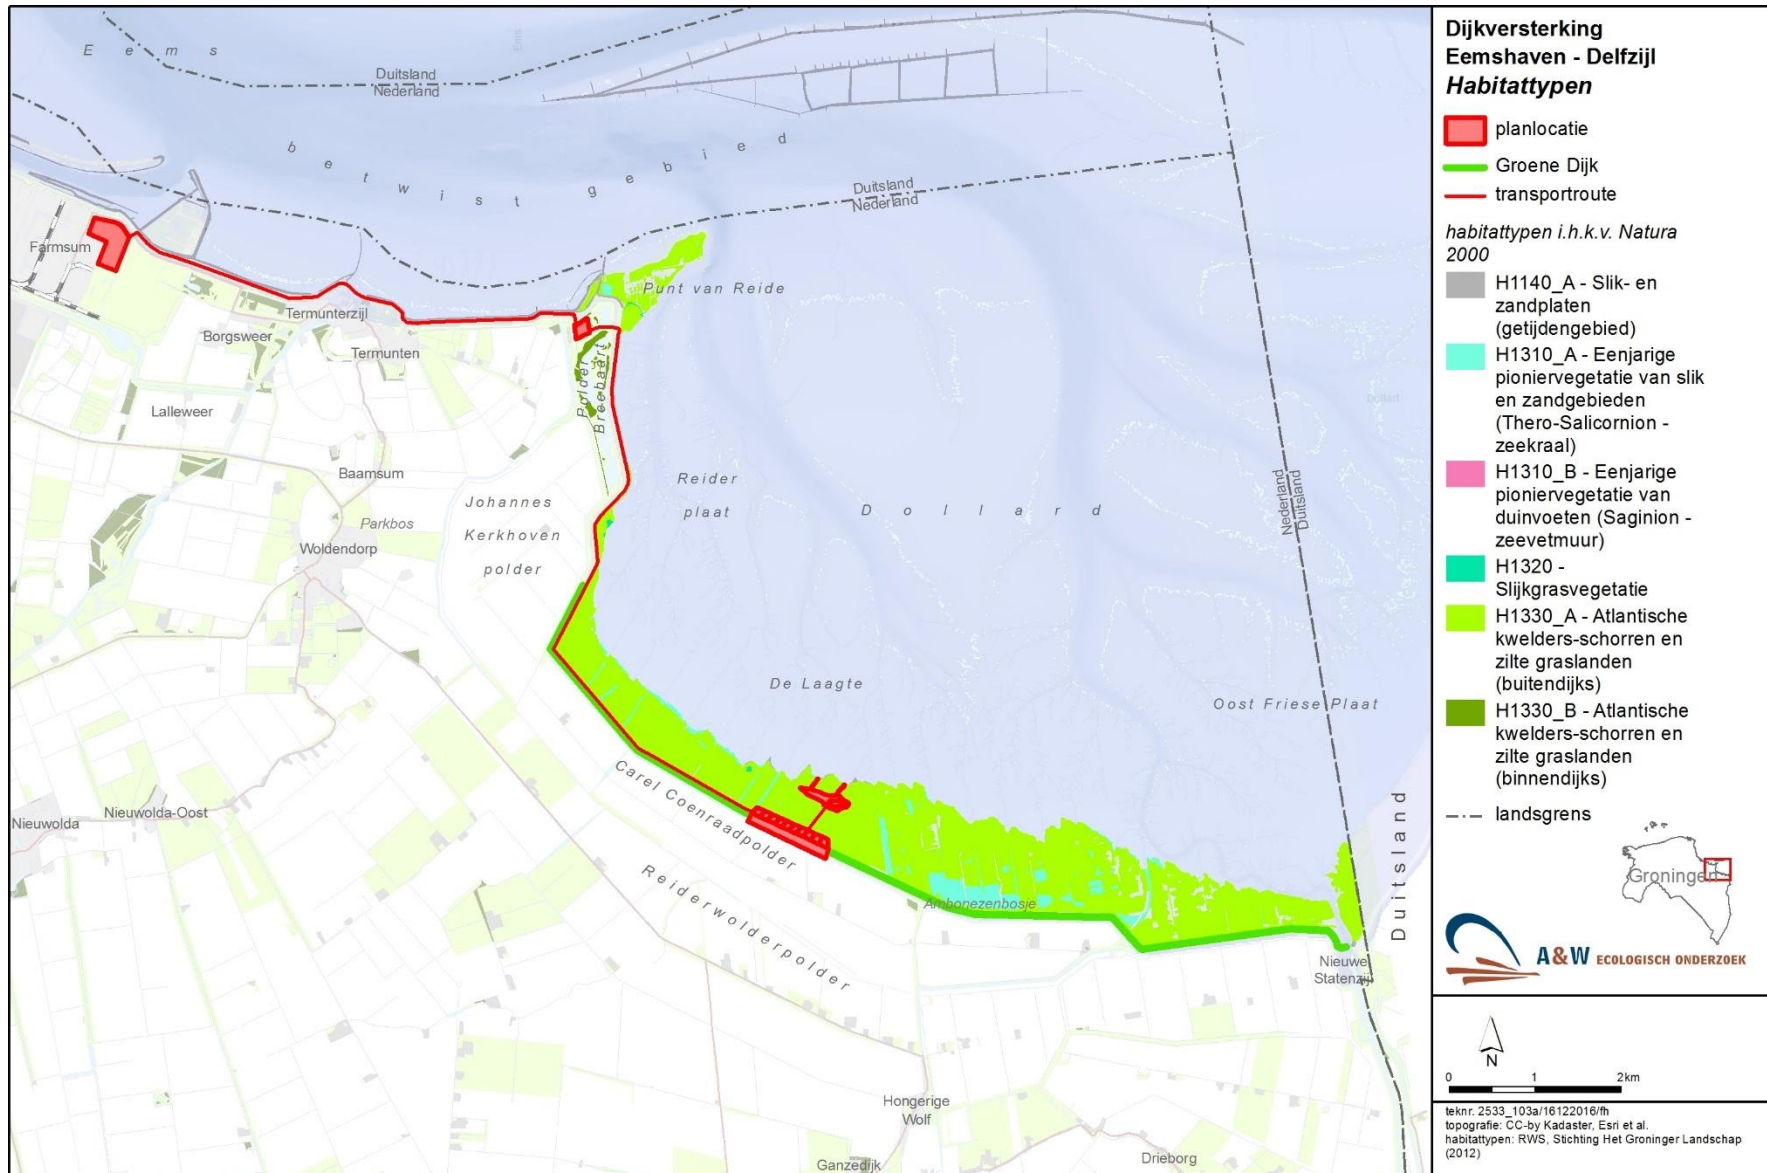 Eems
Ems
Duitsland
Nederland
betwist gebied
Duitsland
Nederland
Farmsum
Termunterzijl
Borgsweer
Termunten
Lalleweer
Punt van Reide
Polder
Breebaart
Baamsum
Parkbos
Woldendorp
Johannes
Kerkhoven
polder
Reider
plaat
Dollard
Dollart
Nederland
Duitsland
De Laagte
Oost Friese Plaat
Nieuwolda-Oost
Nieuwolda
Carel Coenraadpolder
Reiderwolderpolder
Ambonezenbosje
Duitsland
Nieuwe
Statenzijl
Hongerige
Wolf
Ganzedijk
Drieborg
Dijkversterking
Eemshaven - Delfzijl
Habitattypen
planlocatie
Groene Dijk
transportroute
habitattypen i.h.k.v. Natura
2000
H1140_A - Slik- en
zandplaten
(getijdengebied)
H1310_A - Eenjarige
pioniervegetatie van slik
en zandgebieden
(Thero-Salicornion -
zeekraal)
H1310_B - Eenjarige
pioniervegetatie van
duinvoeten (Saginion -
zeevetmuur)
H1320 -
Slijkgrasvegetatie
H1330_A - Atlantische
kwelders-schorren en
zilte graslanden
(buitendijks)
H1330_B - Atlantische
kwelders-schorren en
zilte graslanden
(binnendijks)
landsgrens
Groningen
A&W ECOLOGISCH ONDERZOEK
N
0 1 2km
teknr. 2533_103a/16122016/fh
topografie: CC-by Kadaster, Esri et al.
habitattypen: RWS, Stichting Het Groninger Landschap
(2012)